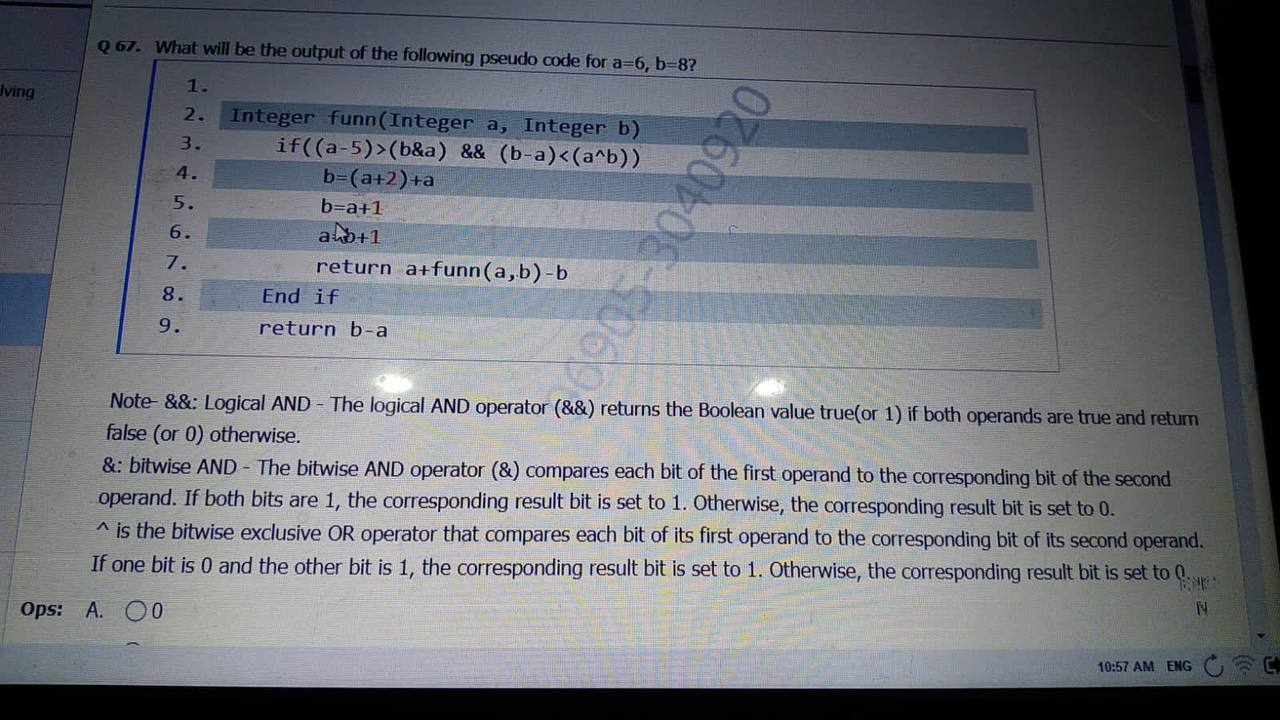 lving
Q 67. What will be the output of the following pseudo code for a=6, b=8?
1.
2. Integer funn(Integer a, Integer b)
3. if((a-5)>(b&a) && (b-a)<(a^b))
4. b=(a+2)+a
5. b=a+1
6. a b+1
7. return a+funn(a,b)-b
8. End if
9. return b-a
6905-3040920
Note- &&: Logical AND - The logical AND operator (&&) returns the Boolean value true(or 1) if both operands are true and return
false (or 0) otherwise.
&: bitwise AND - The bitwise AND operator (&) compares each bit of the first operand to the corresponding bit of the second
operand. If both bits are 1, the corresponding result bit is set to 1. Otherwise, the corresponding result bit is set to 0.
^ is the bitwise exclusive OR operator that compares each bit of its first operand to the corresponding bit of its second operand.
If one bit is 0 and the other bit is 1, the corresponding result bit is set to 1. Otherwise, the corresponding result bit is set to 0.
Ops: A. 0
10:57 AM ENG